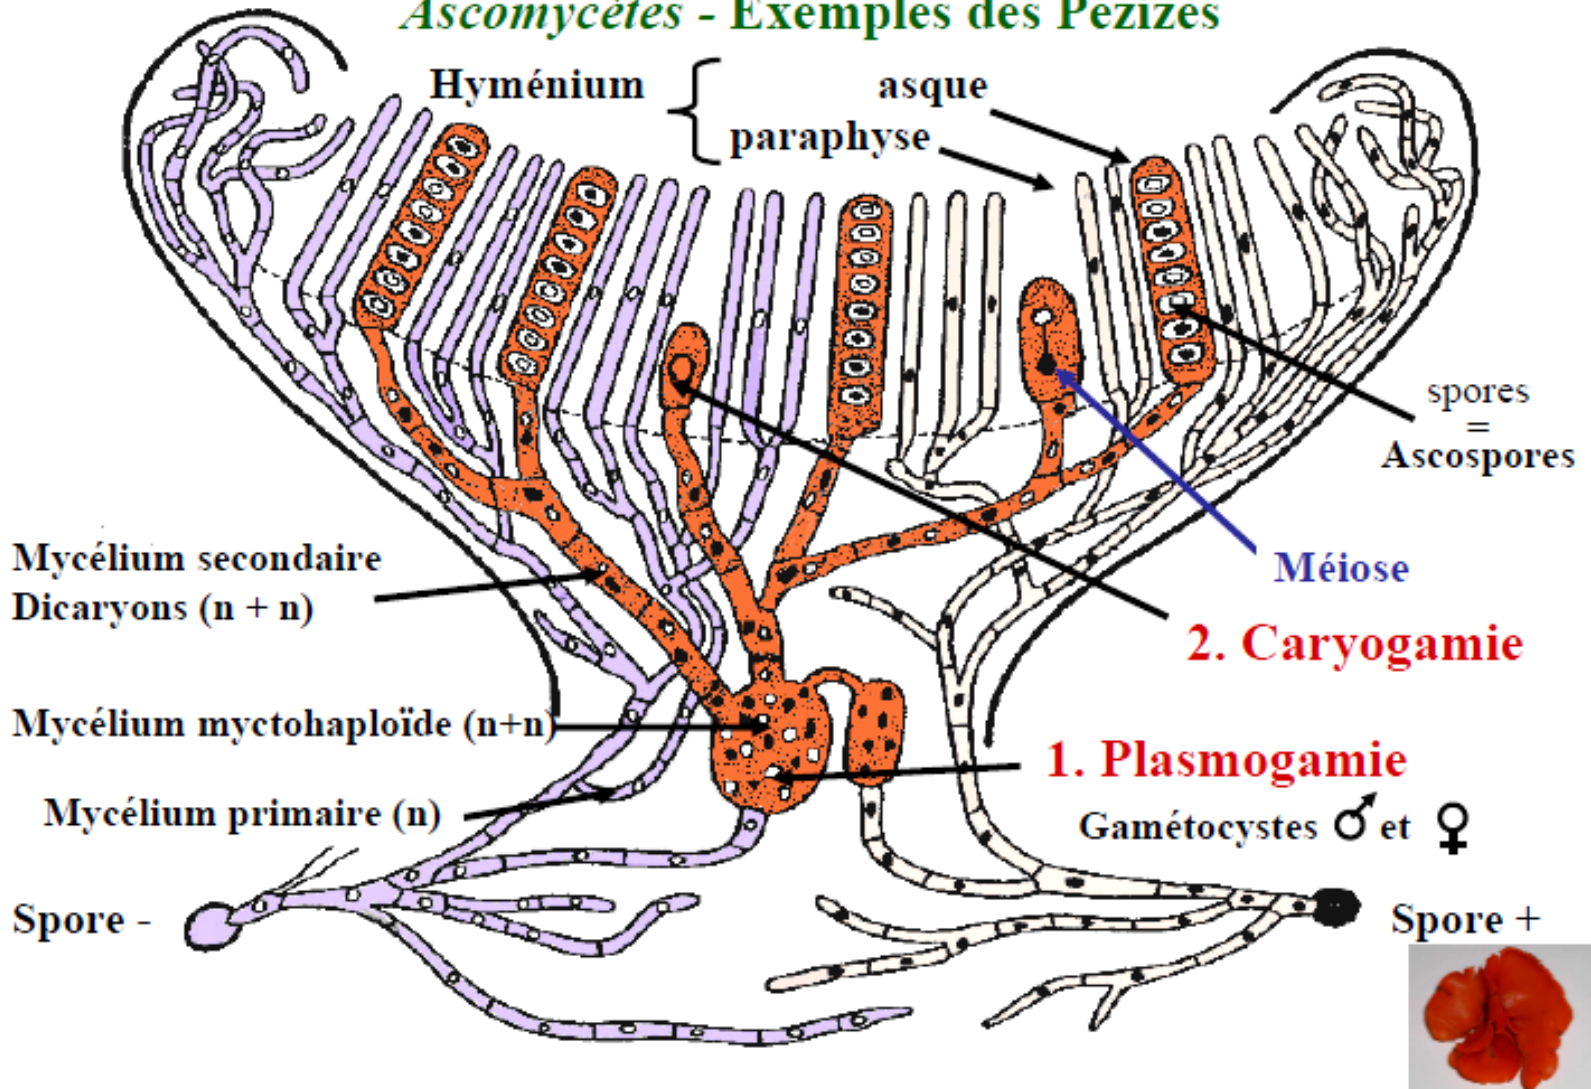 Ascomycètes - Exemples des Pezizes
Hyménium
asque
paraphyse
spores
=
Ascospores
Mycélium secondaire
Dicaryons (n + n)
Méiose
2. Caryogamie
Mycélium myctohaploïde (n+n)
1. Plasmogamie
Mycélium primaire (n)
Gamétocystes ♂ et ♀
Spore -
Spore +